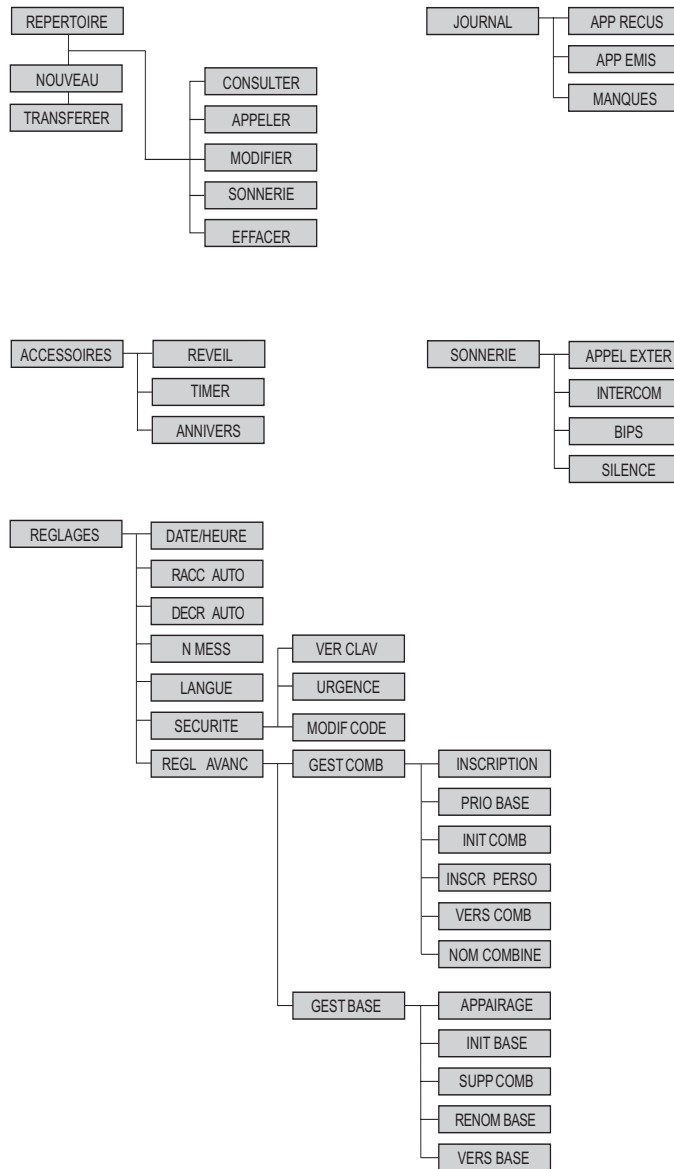 REPERTOIRE
NOUVEAU
TRANSFERER
CONSULTER
APPELER
MODIFIER
SONNERIE
EFFACER
JOURNAL
APP RECUS
APP EMIS
MANQUES
ACCESSOIRES
REVEIL
TIMER
ANNIVERS
SONNERIE
APPEL EXTER
INTERCOM
BIPS
SILENCE
REGLAGES
DATE/HEURE
RACC AUTO
DECR AUTO
N MESS
LANGUE
SECURITE
REGL AVANC
VER CLAV
URGENCE
MODIF CODE
GEST COMB
INSCRIPTION
PRIO BASE
INIT COMB
INSCR PERSO
VERS COMB
NOM COMBINE
GEST BASE
APPAIRAGE
INIT BASE
SUPP COMB
RENOM BASE
VERS BASE